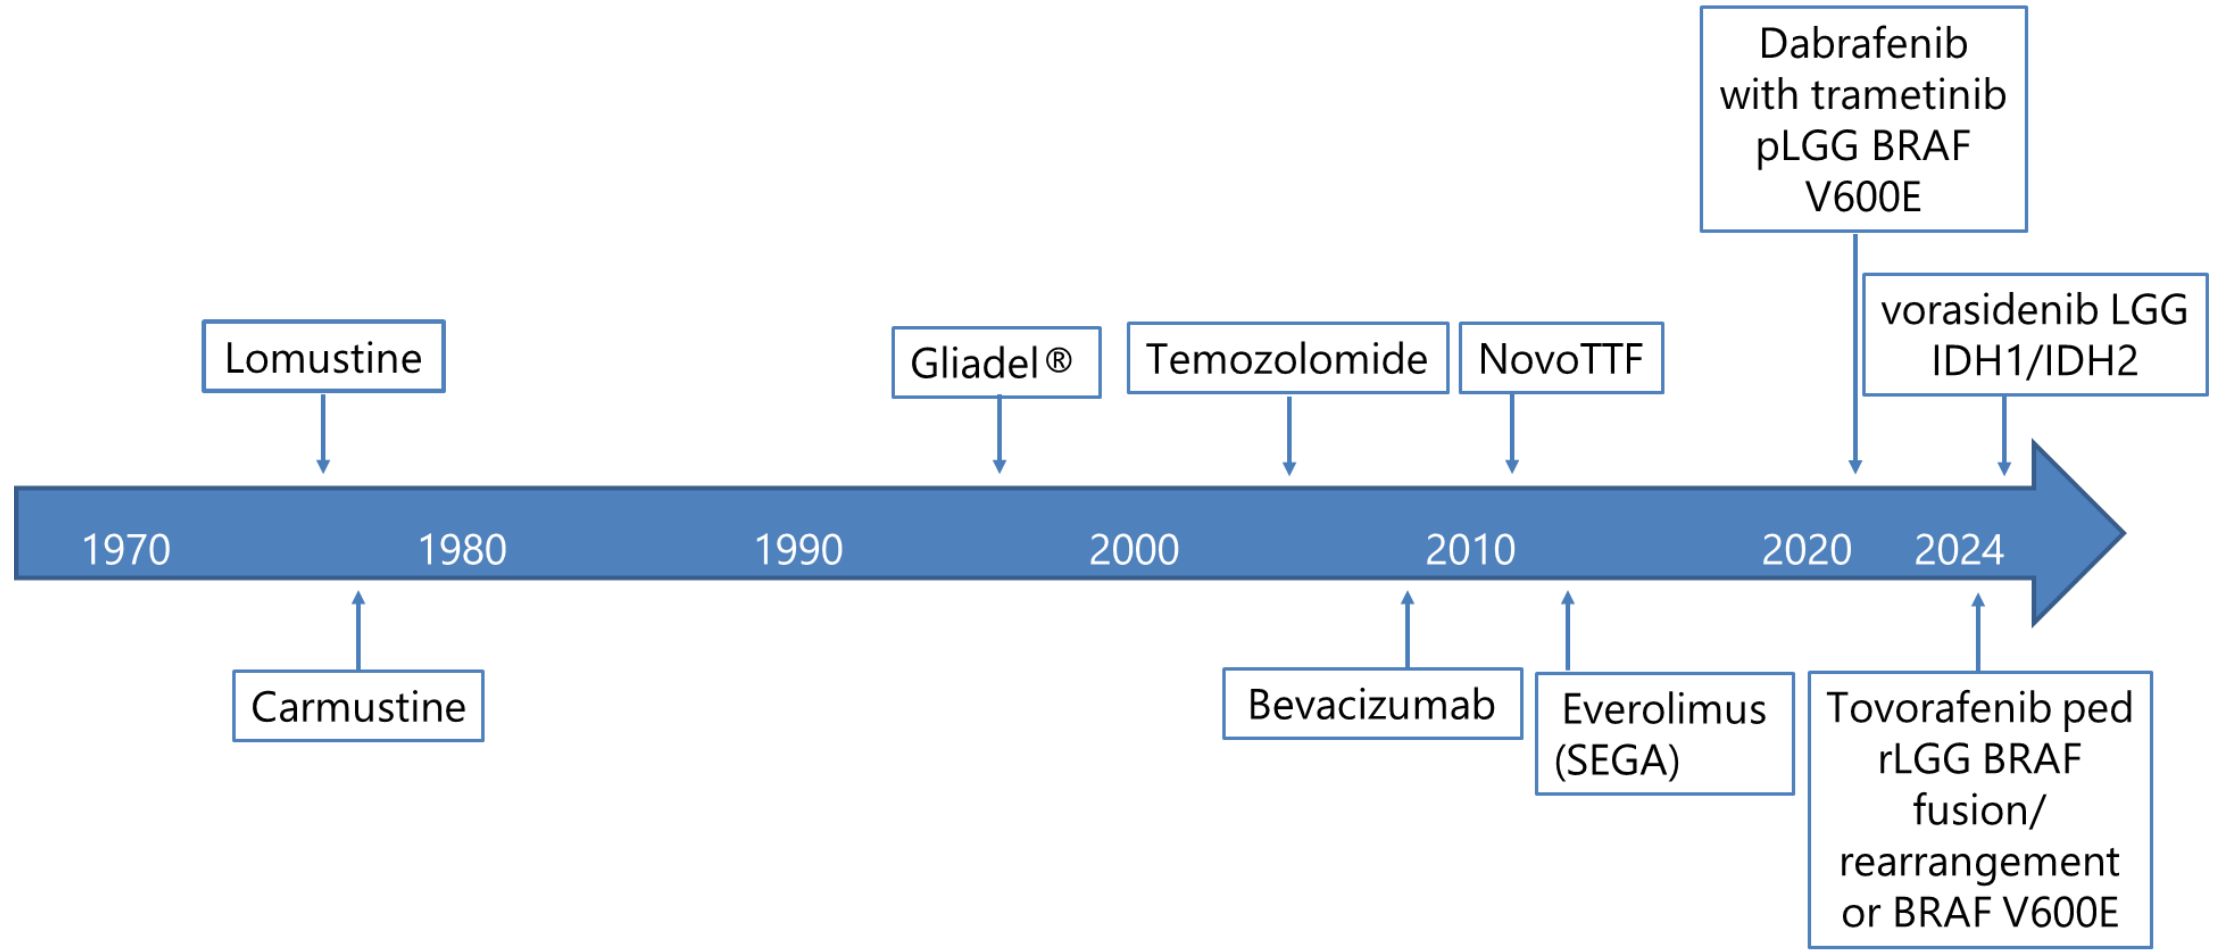 Dabrafenib
with trametinib
pLGG BRAF
V600E
vorasidenib LGG
IDH1/IDH2
Lomustine
Gliadel®
Temozolomide
NovoTTF
1970
1980
1990
2000
2010
2020
2024
Carmustine
Bevacizumab
Everolimus
(SEGA)
Tovorafenib ped
rLGG BRAF
fusion/
rearrangement
or BRAF V600E